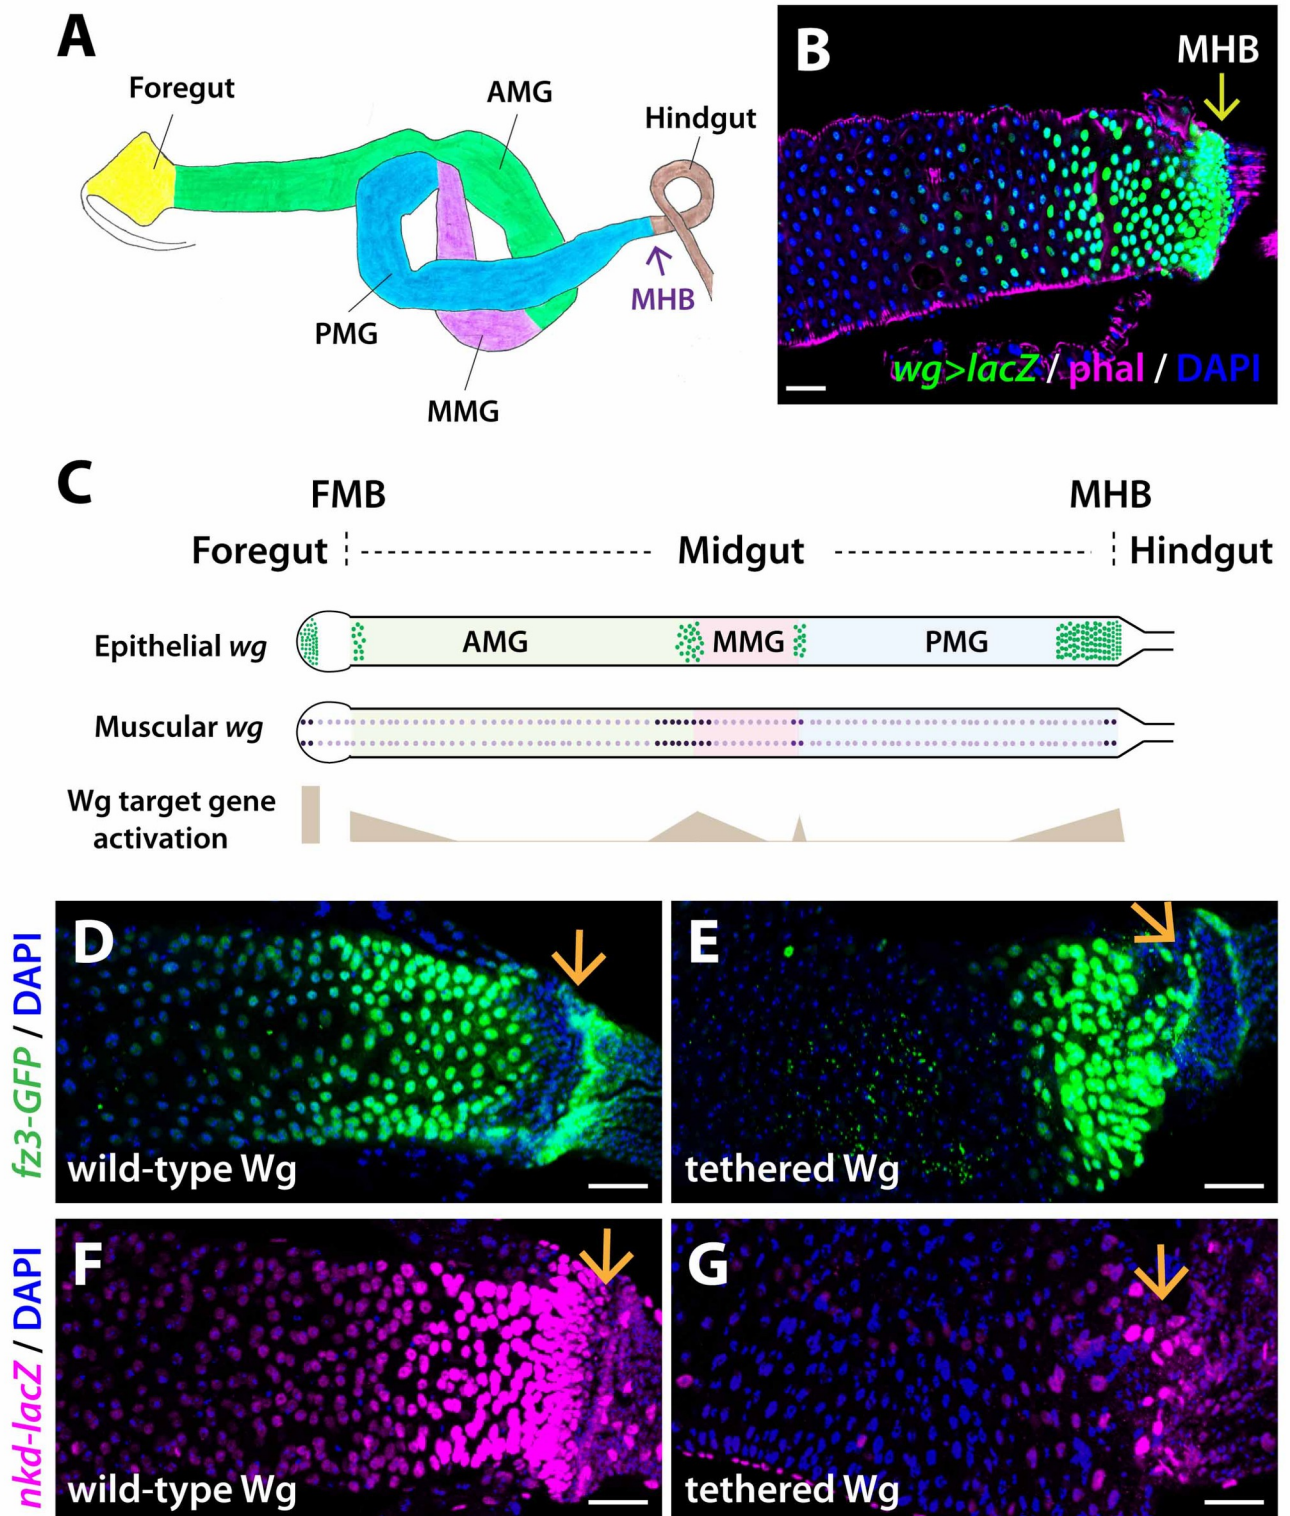 A
Foregut
AMG
Hindgut
PMG
MHB
MMG
B
MHB
wg>lacZ / phal / DAPI
C
FMB
MHB
Foregut
Midgut
Hindgut
Epithelial wg
AMG
MMG
PMG
Muscular wg
Wg target gene
activation
fz3-GFP / DAPI
D
wild-type Wg
E
tethered Wg
nkd-lacZ / DAPI
F
wild-type Wg
G
tethered Wg